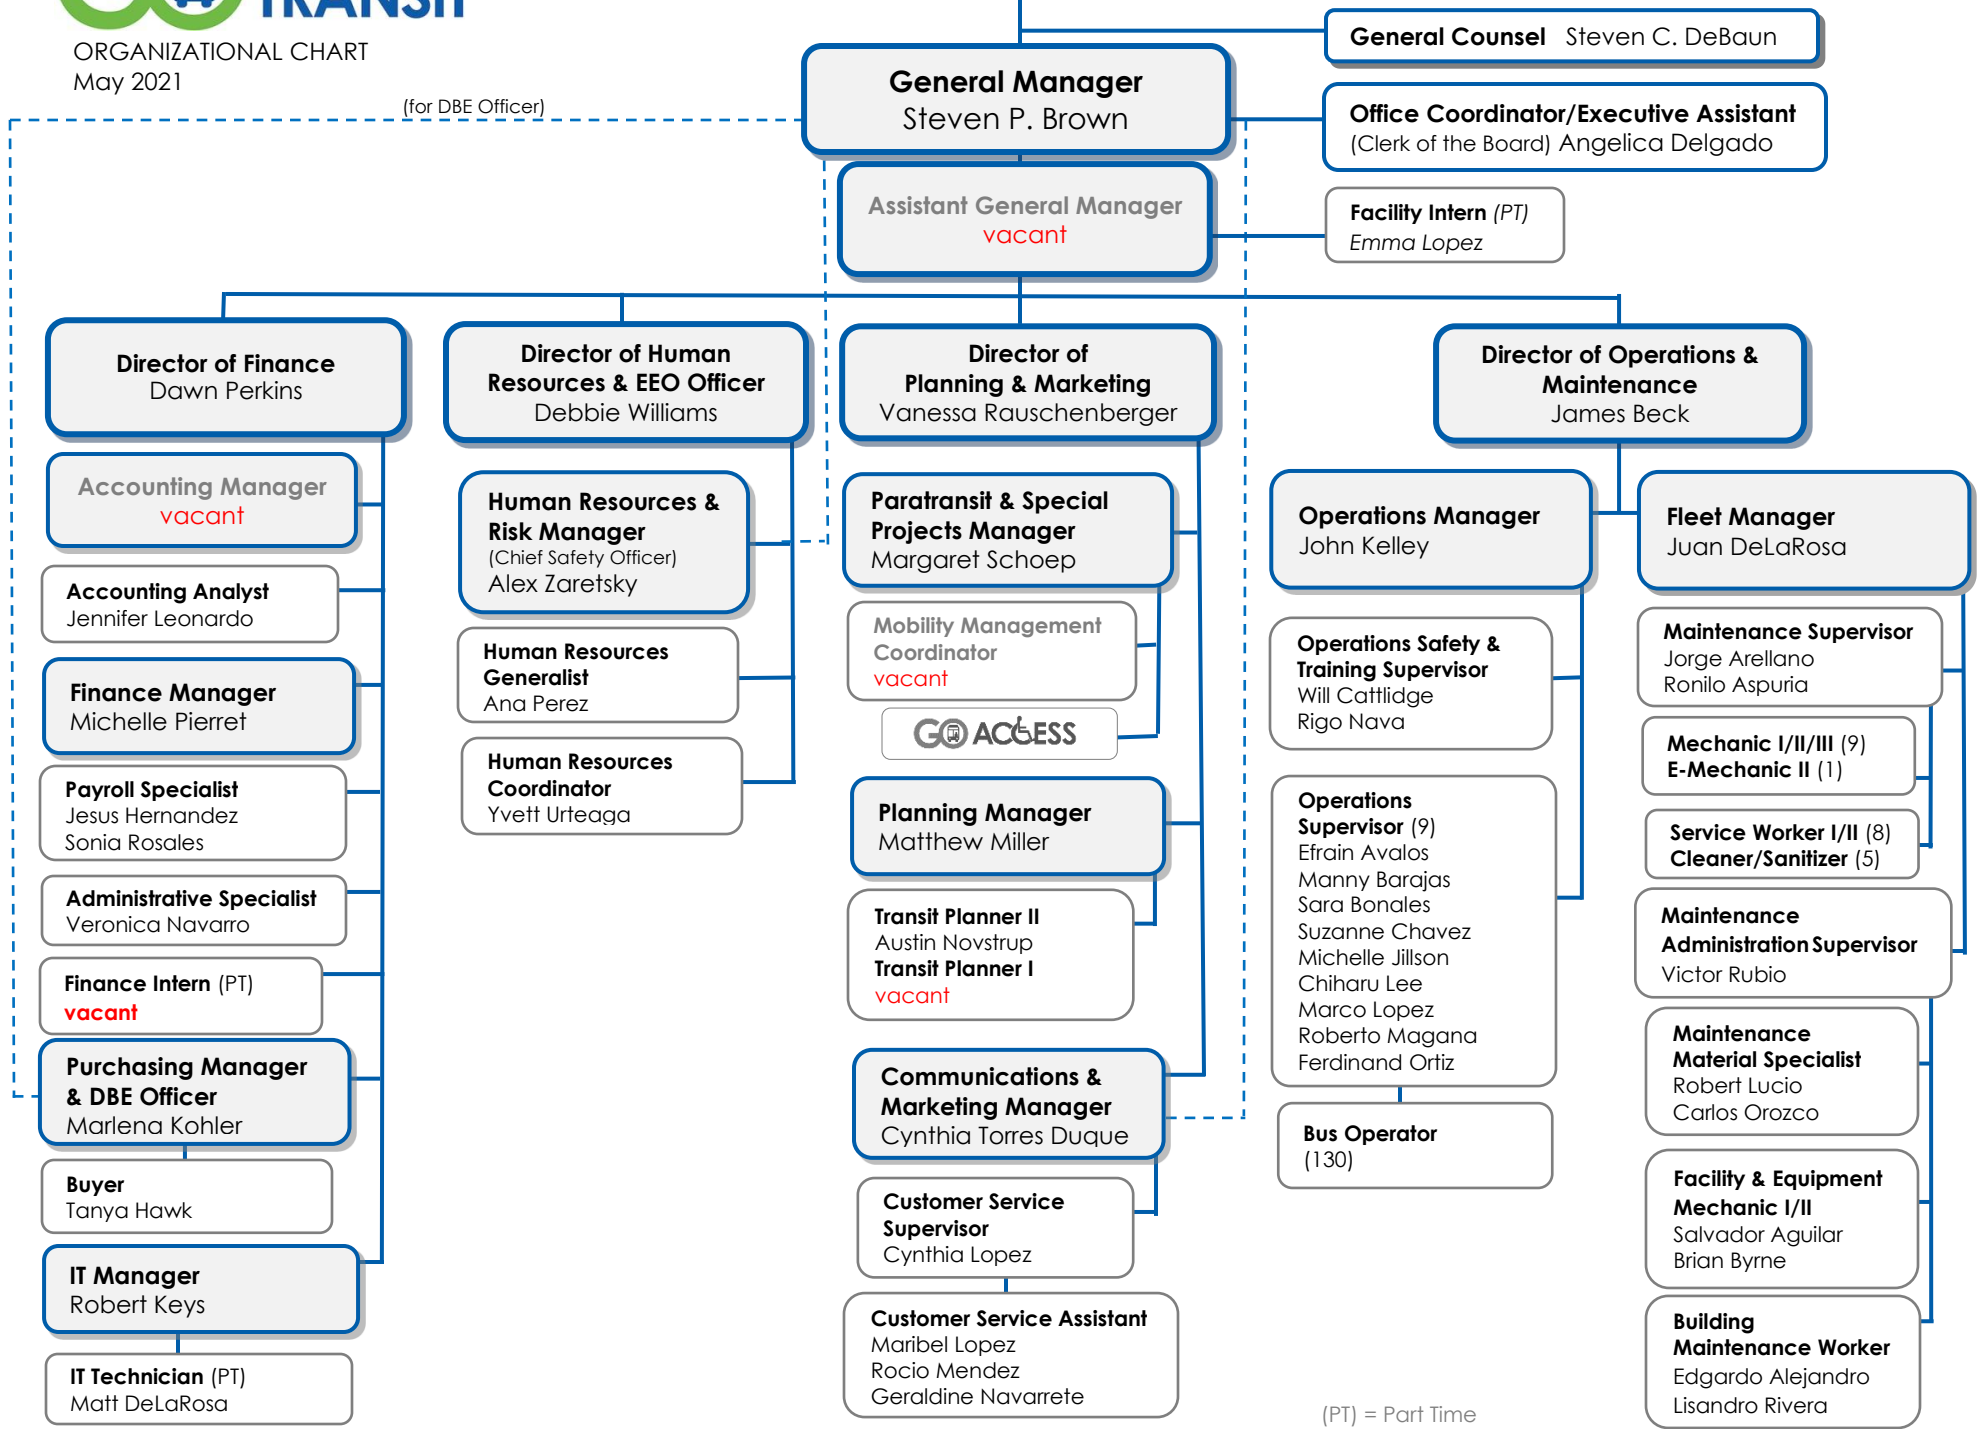 TRANSIT
ORGANIZATIONAL CHART
May 2021
(for DBE Officer)
General Counsel Steven C. DeBaun
General Manager
Steven P. Brown
Office Coordinator/Executive Assistant
(Clerk of the Board) Angelica Delgado
Assistant General Manager
vacant
Facility Intern (PT)
Emma Lopez
Director of Finance
Dawn Perkins
Accounting Manager
vacant
Accounting Analyst
Jennifer Leonardo
Finance Manager
Michelle Pierret
Payroll Specialist
Jesus Hernandez
Sonia Rosales
Administrative Specialist
Veronica Navarro
Finance Intern (PT)
vacant
Purchasing Manager
& DBE Officer
Marlena Kohler
Buyer
Tanya Hawk
IT Manager
Robert Keys
IT Technician (PT)
Matt DeLaRosa
Director of Human
Resources & EEO Officer
Debbie Williams
Human Resources &
Risk Manager
(Chief Safety Officer)
Alex Zaretsky
Human Resources
Generalist
Ana Perez
Human Resources
Coordinator
Yvett Urteaga
Director of
Planning & Marketing
Vanessa Rauschenberger
Paratransit & Special
Projects Manager
Margaret Schoep
Mobility Management
Coordinator
vacant
GO ACCESS
Planning Manager
Matthew Miller
Transit Planner II
Austin Novstrup
Transit Planner I
vacant
Communications &
Marketing Manager
Cynthia Torres Duque
Customer Service
Supervisor
Cynthia Lopez
Customer Service Assistant
Maribel Lopez
Rocio Mendez
Geraldine Navarrete
Director of Operations &
Maintenance
James Beck
Operations Manager
John Kelley
Operations Safety &
Training Supervisor
Will Cattlidge
Rigo Nava
Operations
Supervisor (9)
Efrain Avalos
Manny Barajas
Sara Bonales
Suzanne Chavez
Michelle Jillson
Chiharu Lee
Marco Lopez
Roberto Magana
Ferdinand Ortiz
Bus Operator
(130)
Fleet Manager
Juan DeLaRosa
Maintenance Supervisor
Jorge Arellano
Ronilo Aspuria
Mechanic I/II/III (9)
E-Mechanic II (1)
Service Worker I/II (8)
Cleaner/Sanitizer (5)
Maintenance
Administration Supervisor
Victor Rubio
Maintenance
Material Specialist
Robert Lucio
Carlos Orozco
Facility & Equipment
Mechanic I/II
Salvador Aguilar
Brian Byrne
Building
Maintenance Worker
Edgardo Alejandro
Lisandro Rivera
(PT) = Part Time